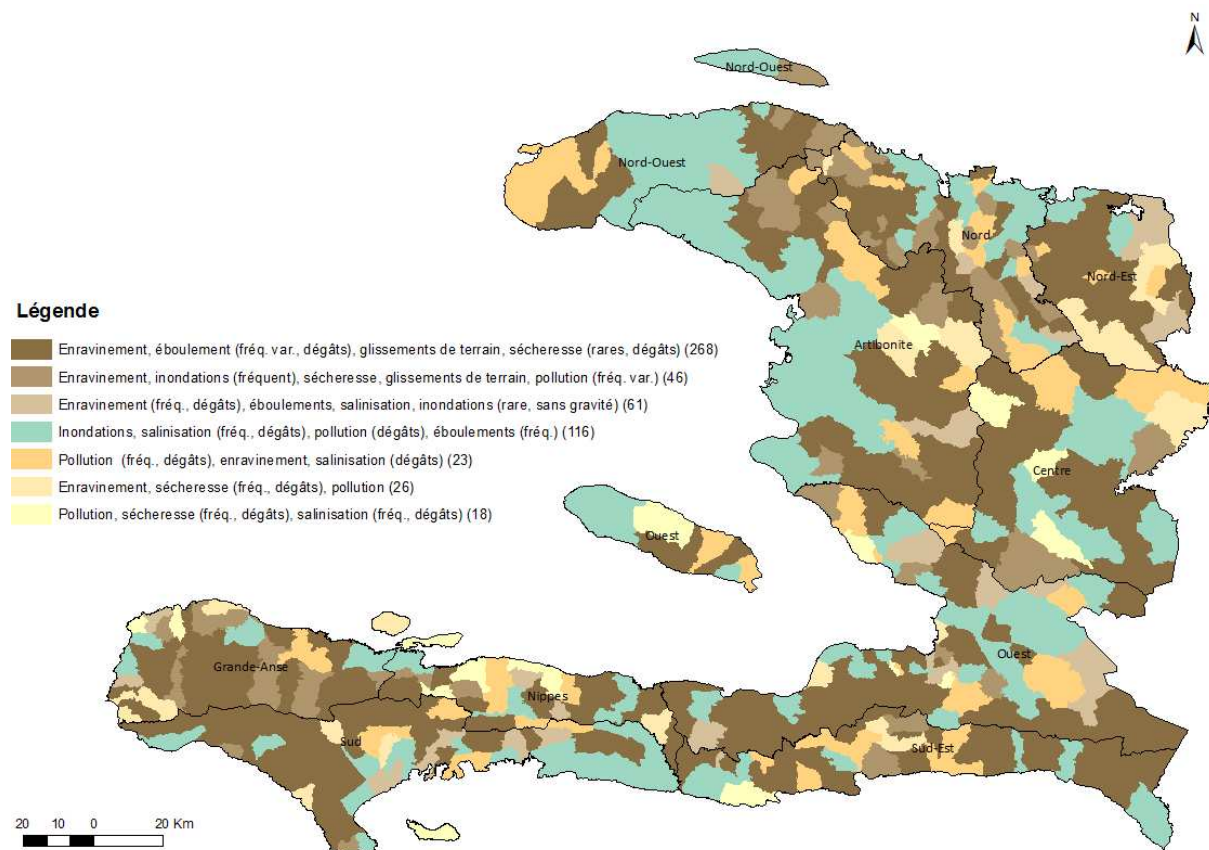 N
Nord-Ouest
Nord-Ouest
Nord
Nord-Est
Légende
Enravinement, éboulement (fréq. var., dégâts), glissements de terrain, sécheresse (rares, dégâts) (268)
Enravinement, inondations (fréquent), sécheresse, glissements de terrain, pollution (fréq. var.) (46)
Enravinement (fréq., dégâts), éboulements, salinisation, inondations (rare, sans gravité) (61)
Inondations, salinisation (fréq., dégâts), pollution (dégâts), éboulements (fréq.) (116)
Pollution (fréq., dégâts), enravinement, salinisation (dégâts) (23)
Enravinement, sécheresse (fréq., dégâts), pollution (26)
Pollution, sécheresse (fréq., dégâts), salinisation (fréq., dégâts) (18)
Artibonite
Centre
Ouest
Ouest
Grande-Anse
Nippes
Sud
Sud-Est
20 10 0 20 Km